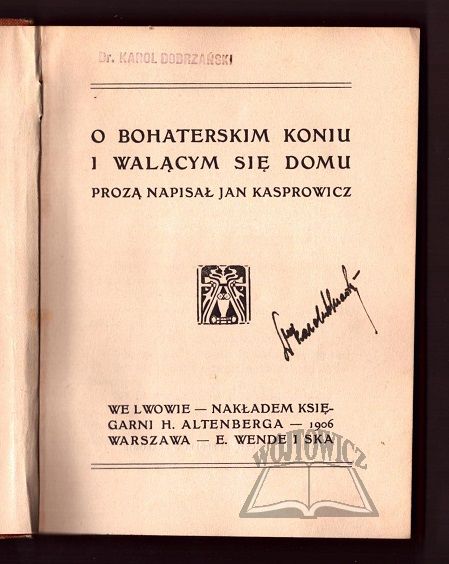 Dr. KAROL DOBRZAŃSKI
O BOHATERSKIM KONIU
I WALĄCYM SIĘ DOMU
PROZĄ NAPISAŁ JAN KASPROWICZ
WE LWOWIE — NAKŁADEM KSIĘ-
GARNI H. ALTENBERGA — 1906
WARSZAWA — E. WENDE I SKA
WÓJTOWICZ